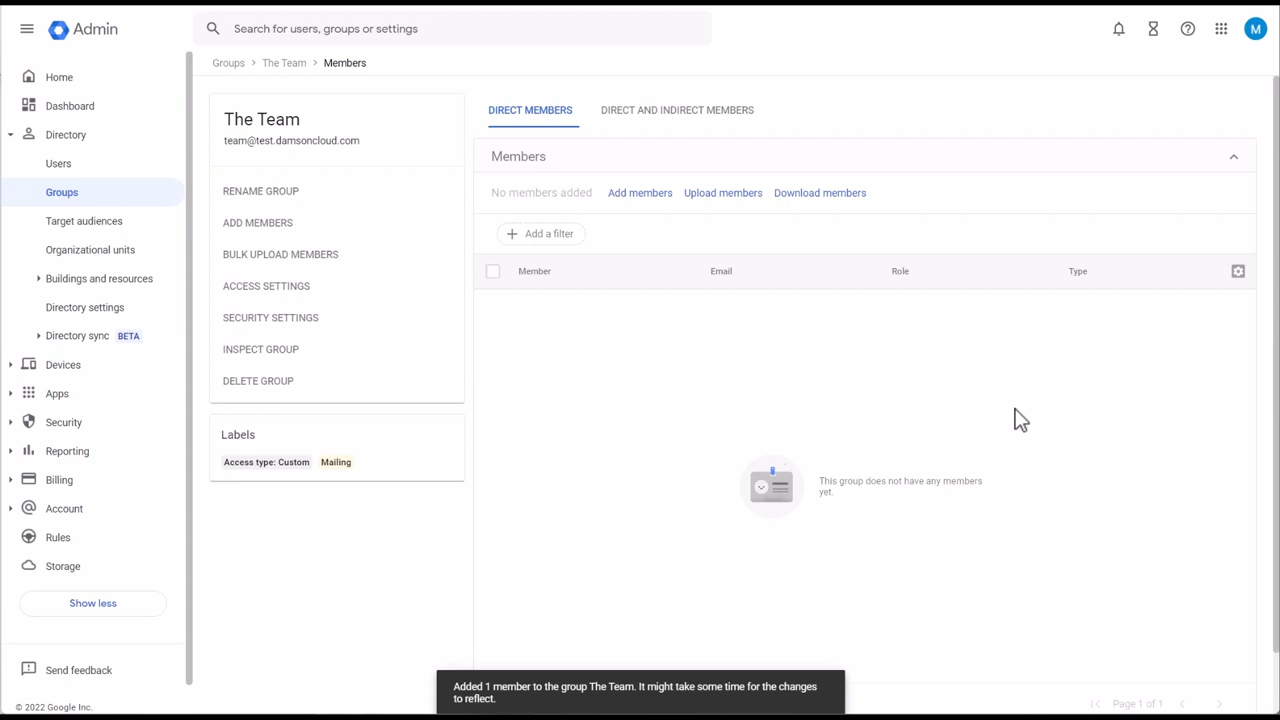 Admin
Search for users, groups or settings
M
Groups > The Team > Members
Home
Dashboard
Directory
Users
Groups
Target audiences
Organizational units
Buildings and resources
Directory settings
Directory sync BETA
Devices
Apps
Security
Reporting
Billing
Account
Rules
Storage
Show less
Send feedback
© 2022 Google Inc.
The Team
team@test.damsoncloud.com
RENAME GROUP
ADD MEMBERS
BULK UPLOAD MEMBERS
ACCESS SETTINGS
SECURITY SETTINGS
INSPECT GROUP
DELETE GROUP
Labels
Access type: Custom Mailing
DIRECT MEMBERS DIRECT AND INDIRECT MEMBERS
Members
No members added Add members Upload members Download members
+ Add a filter
Member Email Role Type
This group does not have any members
yet.
Page 1 of 1
Added 1 member to the group The Team. It might take some time for the changes
to reflect.